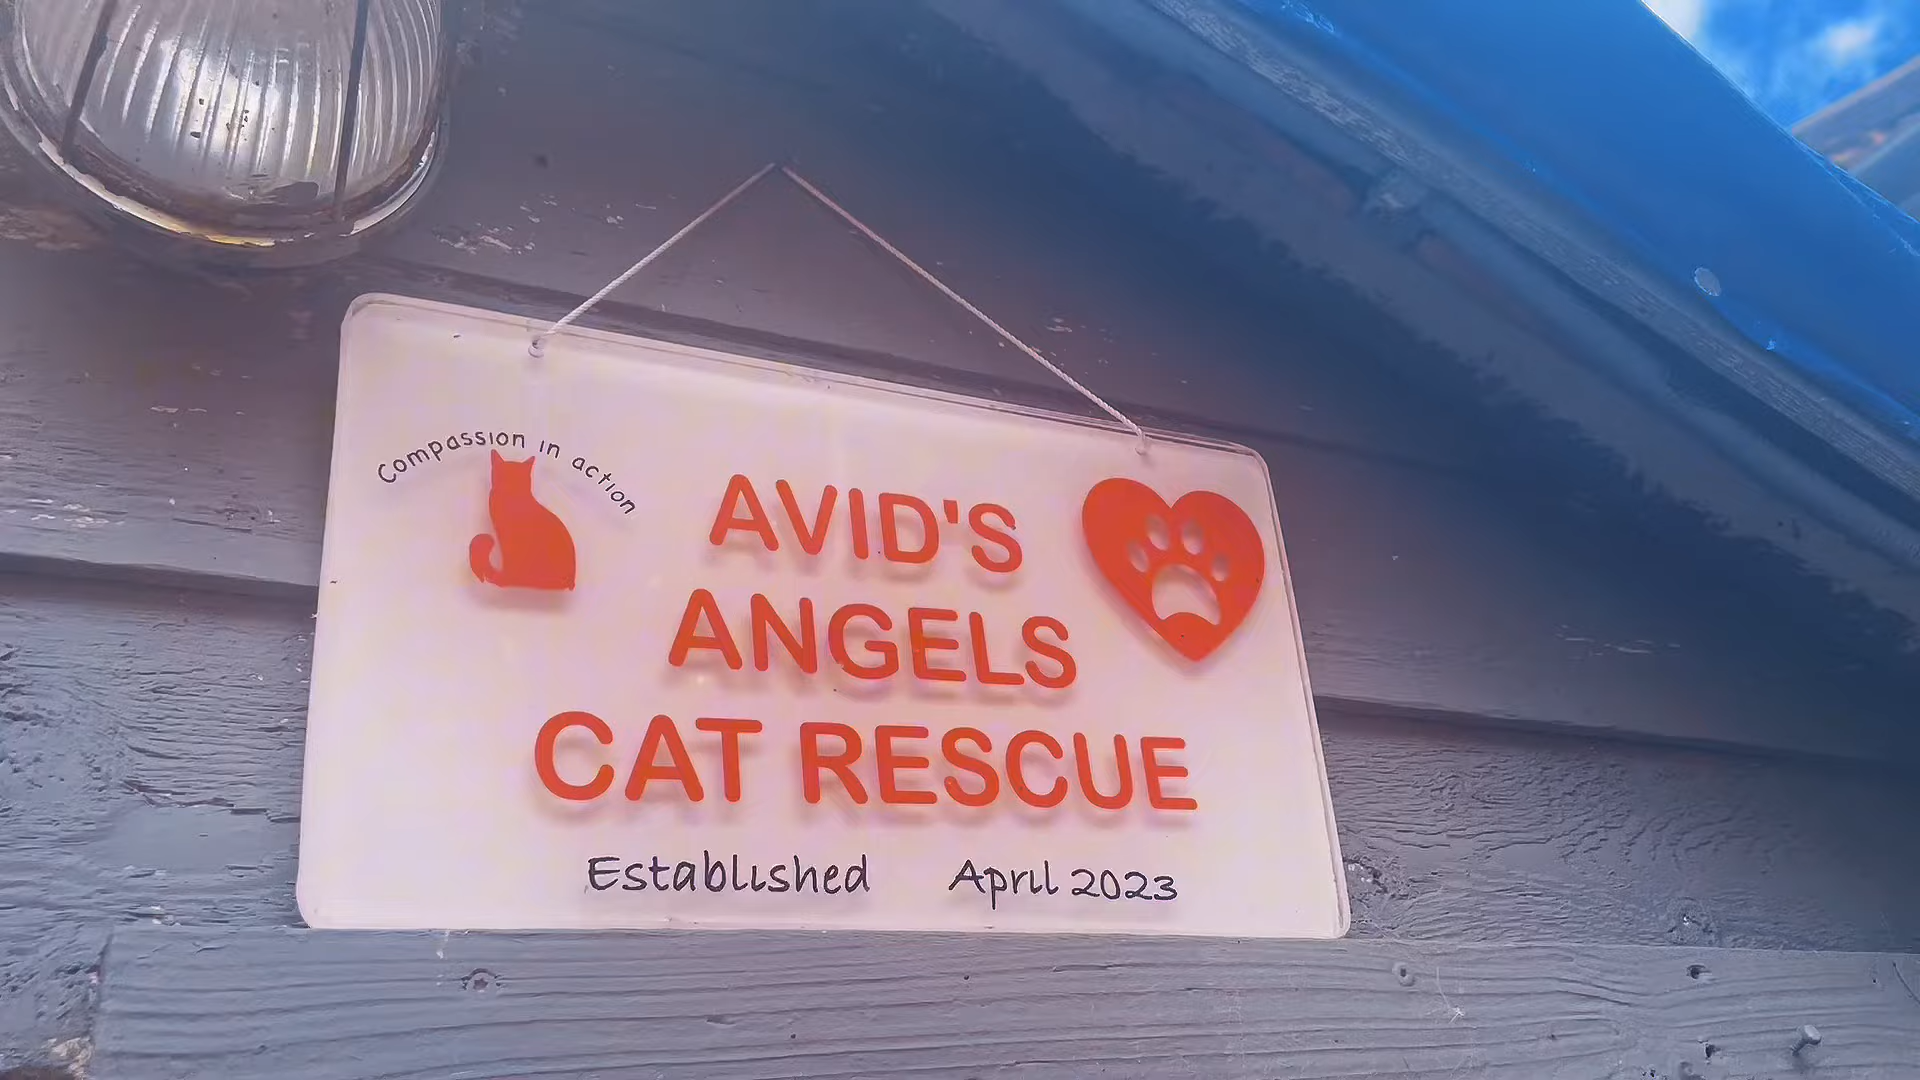 Compassion in action
AVID'S
ANGELS
CAT RESCUE
Established April 2023